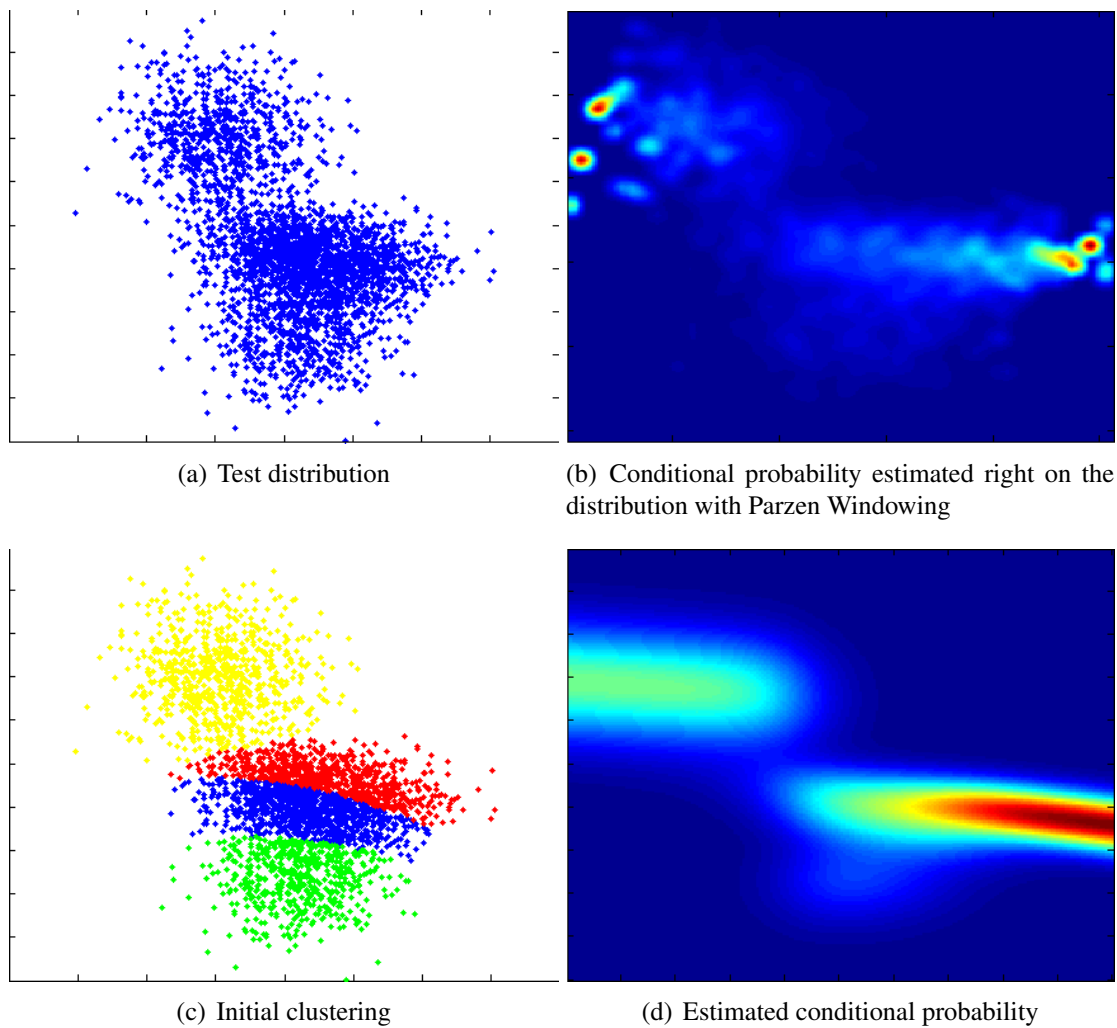 (a) Test distribution
(b) Conditional probability estimated right on the
distribution with Parzen Windowing
(c) Initial clustering
(d) Estimated conditional probability